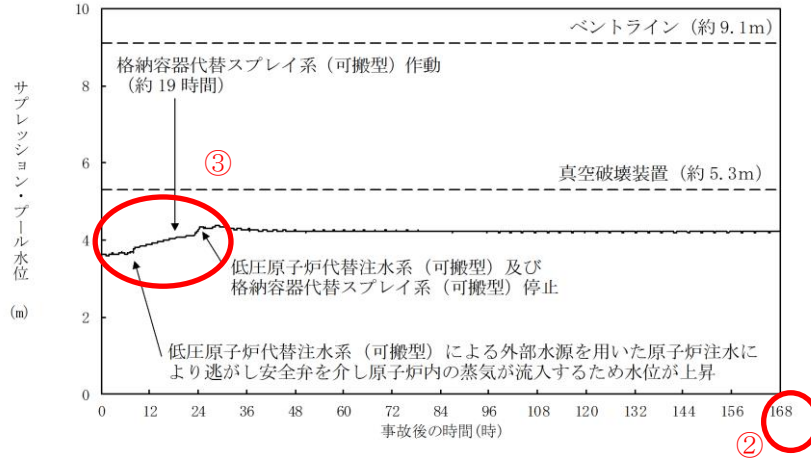 10
8
6
4
2
0
サプレッション・プール水位
(m)
ベントライン (約9.1m)
格納容器代替スプレイ系 (可搬型) 作動
(約 19 時間)
③
真空破壊装置 (約 5.3m)
低圧原子炉代替注水系 (可搬型) 及び
格納容器代替スプレイ系 (可搬型) 停止
低圧原子炉代替注水系 (可搬型) による外部水源を用いた原子炉注水に
より逃がし安全弁を介し原子炉内の蒸気が流入するため水位が上昇
0 12 24 36 48 60 72 84 96 108 120 132 144 156 168
事故後の時間(時)
②